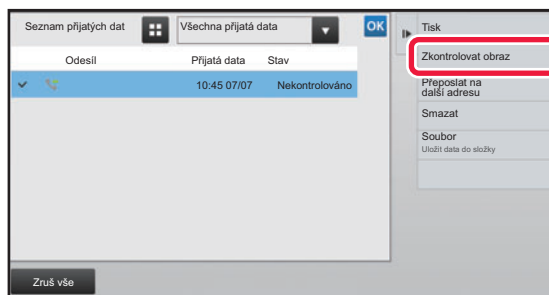 Seznam přijatých dat
Všechna přijatá data
OK
Odesíl
Přijatá data
Stav
10:45 07/07
Nekontrolováno
Tisk
Zkontrolovat obraz
Přeposlat na
další adresu
Smazat
Soubor
Uložit data do složky
Zruš vše